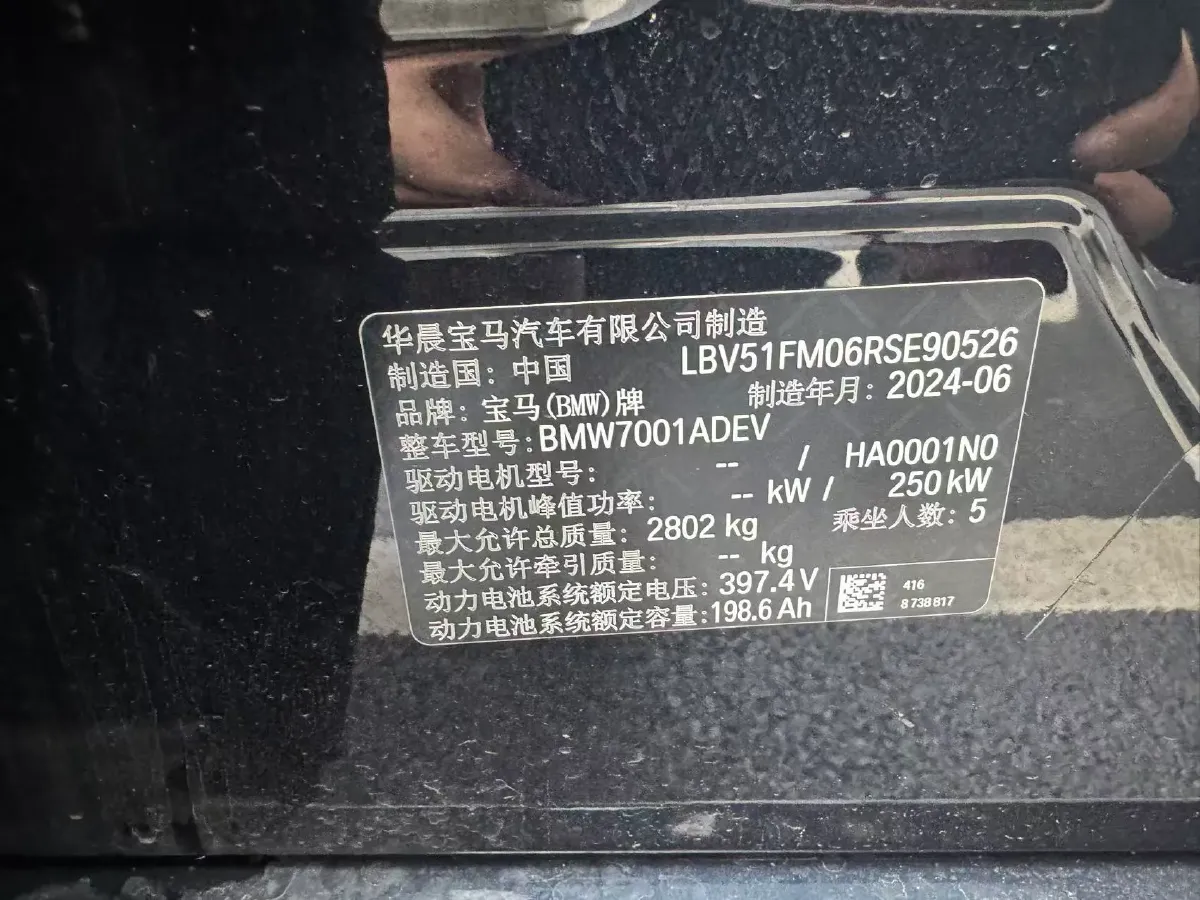 华晨宝马汽车有限公司制造
制造国：中国 LBV51FM06RSE90526
品牌：宝马(BMW)牌 制造年月：2024-06
整车型号：BMW7001ADEV
驱动电机型号： -- / HA0001N0
驱动电机峰值功率： -- kW / 250 kW
最大允许总质量： 2802 kg 乘坐人数：5
最大允许牵引质量： -- kg
动力电池系统额定电压：397.4 V
动力电池系统额定容量：198.6 Ah
416
8 738 817